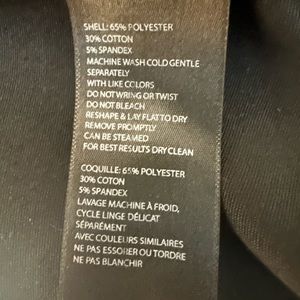 SHELL: 65% POLYESTER
30% COTTON
5% SPANDEX
MACHINE WASH COLD GENTLE
SEPARATELY
WITH LIKE COLORS
DO NOT WRING OR TWIST
DO NOT BLEACH
RESHAPE & LAY FLAT TO DRY
REMOVE PROMPTLY
CAN BE STEAMED
FOR BEST RESULTS DRY CLEAN
COQUILLE: 65% POLYESTER
30% COTON
5% SPANDEX
LAVAGE MACHINE À FROID,
CYCLE LINGE DÉLICAT
SÉPARÉMENT
AVEC COULEURS SIMILAIRES
NE PAS ESSORER OU TORDRE
NE PAS BLANCHIR